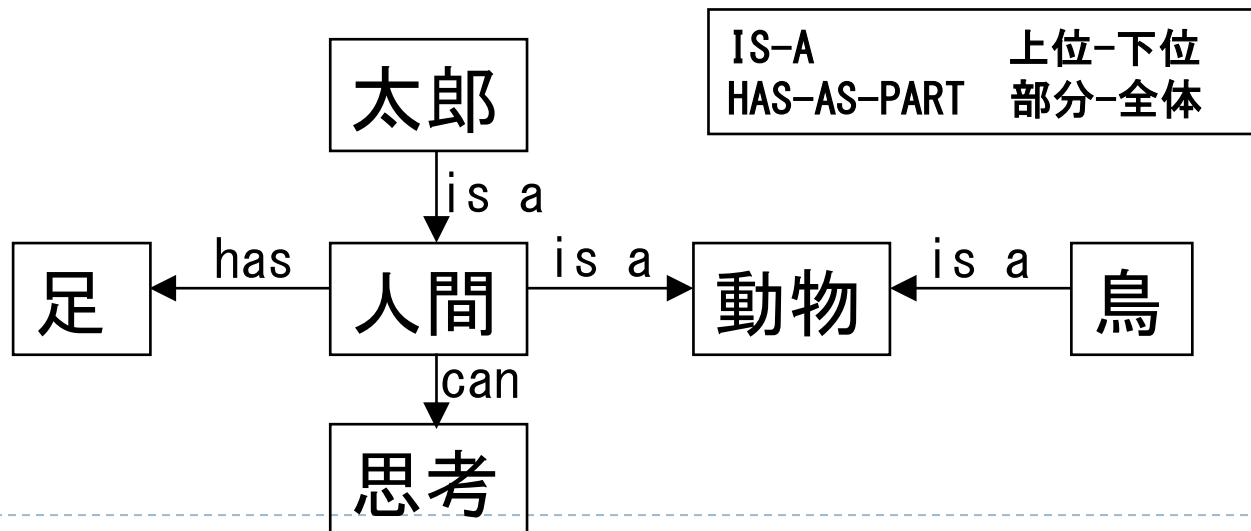 IS-A 上位-下位
HAS-AS-PART 部分-全体
太郎
is a
足
has
人間
is a
動物
is a
鳥
can
思考